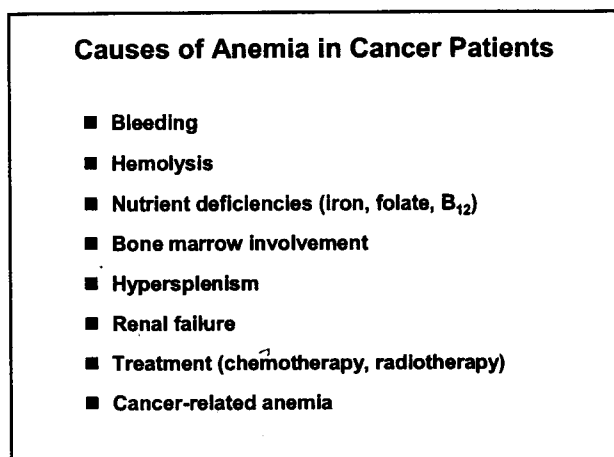 Causes of Anemia in Cancer Patients
■ Bleeding
■ Hemolysis
■ Nutrient deficiencies (iron, folate, B₁₂)
■ Bone marrow involvement
■ Hypersplenism
■ Renal failure
■ Treatment (chemotherapy, radiotherapy)
■ Cancer-related anemia